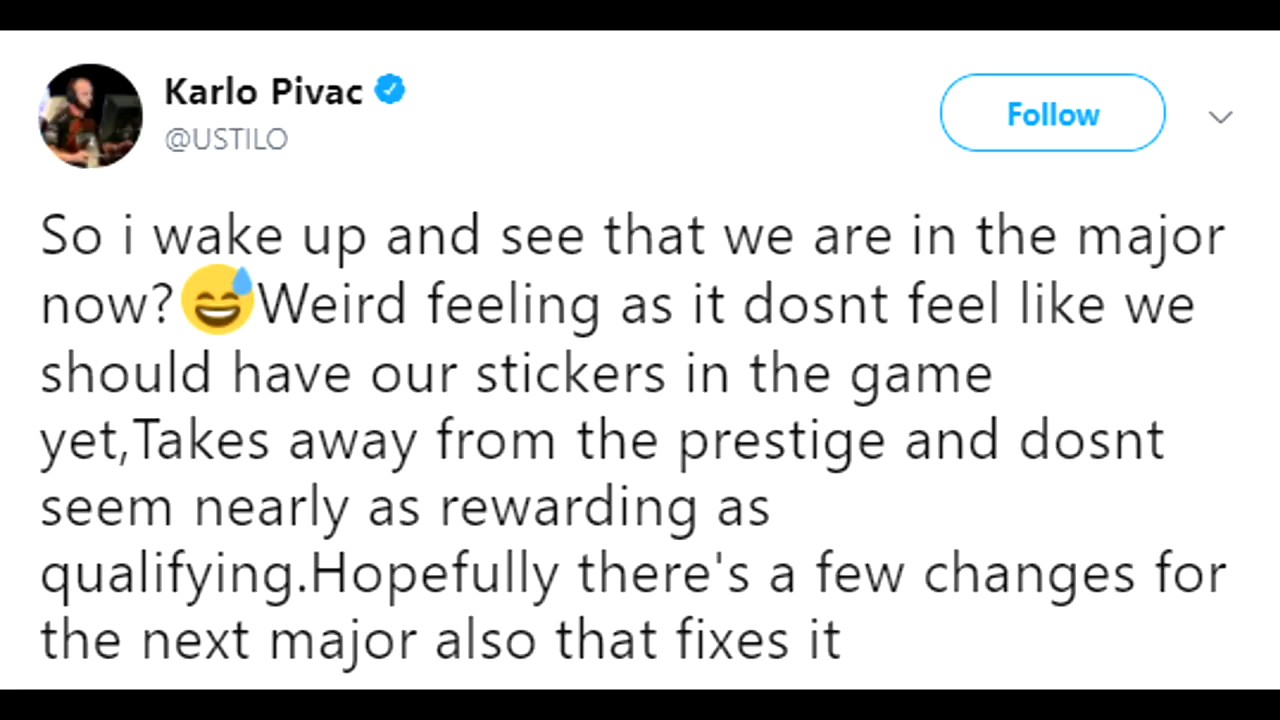 Karlo Pivac
@USTILO
Follow
So i wake up and see that we are in the major
now?😅Weird feeling as it dosnt feel like we
should have our stickers in the game
yet,Takes away from the prestige and dosnt
seem nearly as rewarding as
qualifying.Hopefully there's a few changes for
the next major also that fixes it